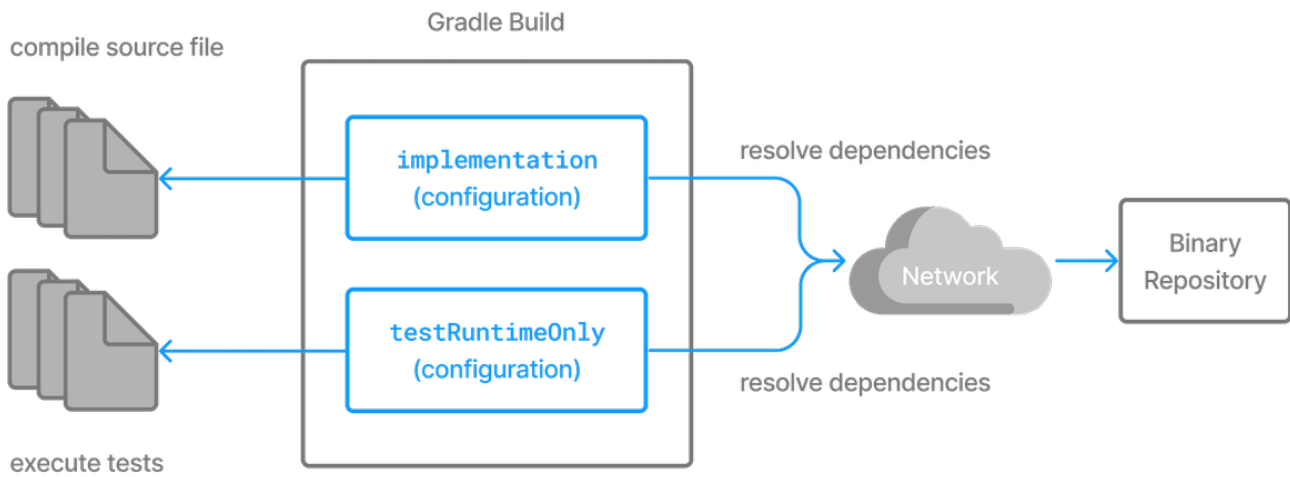 Gradle Build
compile source file
implementation
(configuration)
resolve dependencies
Network
Binary
Repository
testRuntimeOnly
(configuration)
resolve dependencies
execute tests